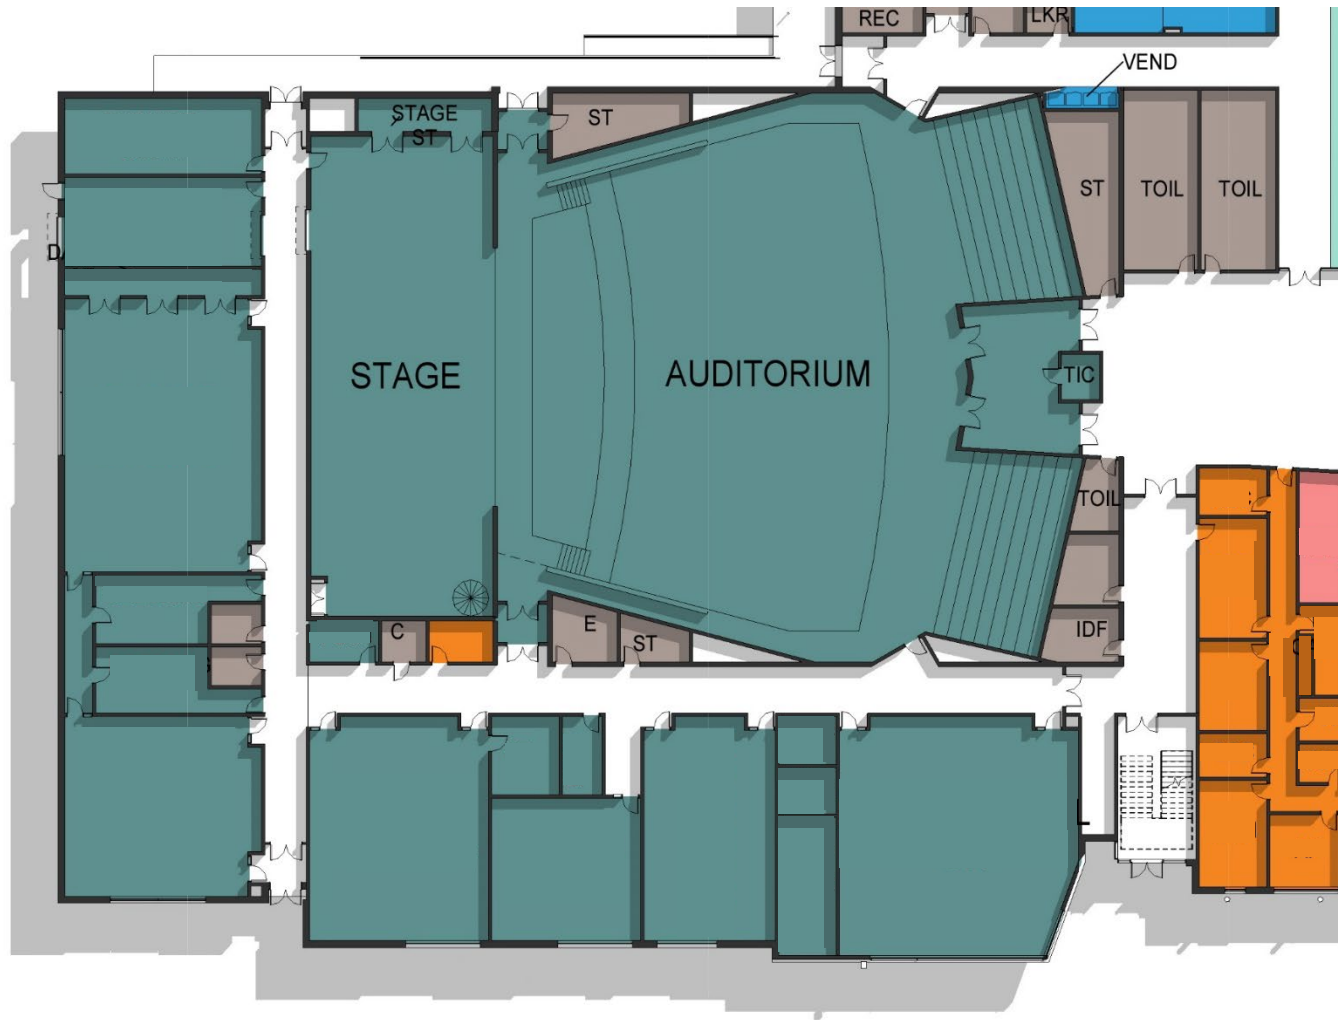 REC
LKR
VEND
STAGE
ST
ST
ST
TOIL
TOIL
D
STAGE
AUDITORIUM
TIC
TOIL
C
E
ST
IDF